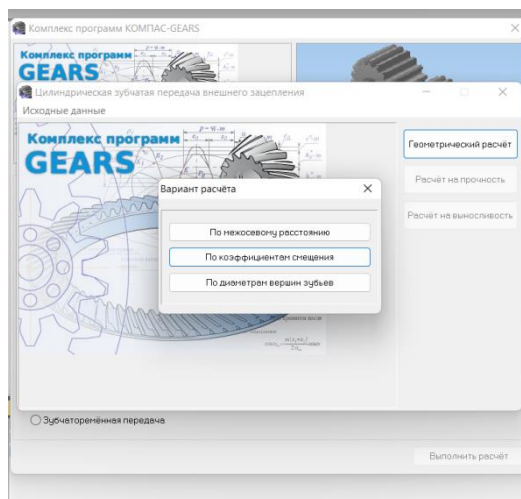 Комплекс программ КОМПАС-GEARS
Комплекс программ
GEARS
Цилиндрическая зубчатая передача внешнего зацепления
Исходные данные
Комплекс программ
GEARS
Геометрический расчёт
Расчёт на прочность
Расчёт на выносливость
Вариант расчёта
По межосевому расстоянию
По коэффициентам смещения
По диаметрам вершин зубьев
Зубчаторемённая передача
Выполнить расчёт